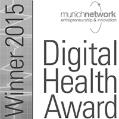 munichnetwork
entrepreneurship & innovation
Winner 2015
Digital
Health
Award